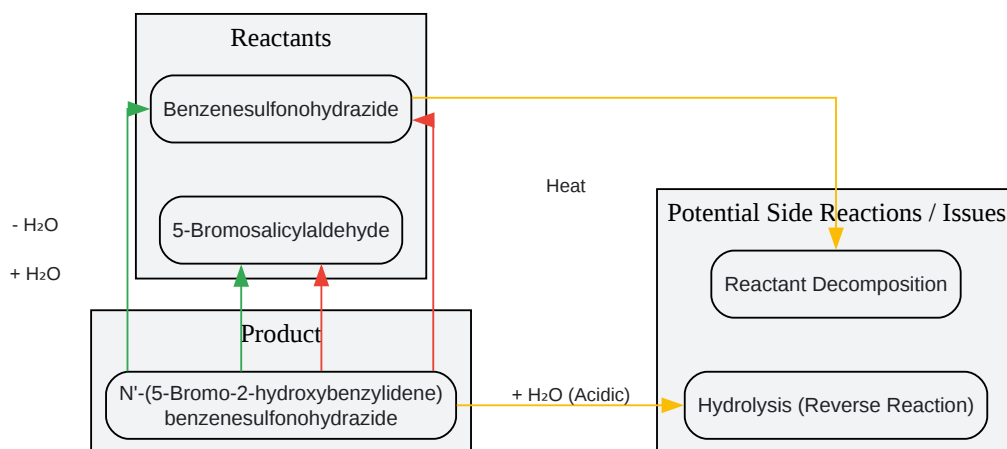 Reactants
Benzenesulfonohydrazide
Heat
5-Bromosalicylaldehyde
- H₂O
+ H₂O
Potential Side Reactions / Issues
Reactant Decomposition
Product
N'-(5-Bromo-2-hydroxybenzylidene)
benzenesulfonohydrazide
+ H₂O (Acidic)
Hydrolysis (Reverse Reaction)